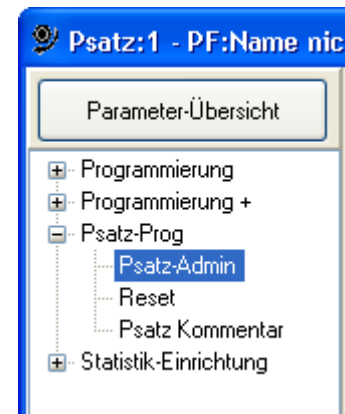 Psatz:1 - PF:Name nic
Parameter-Übersicht
Programmierung
Programmierung +
Psatz-Prog
Psatz-Admin
Reset
Psatz Kommentar
Statistik-Einrichtung